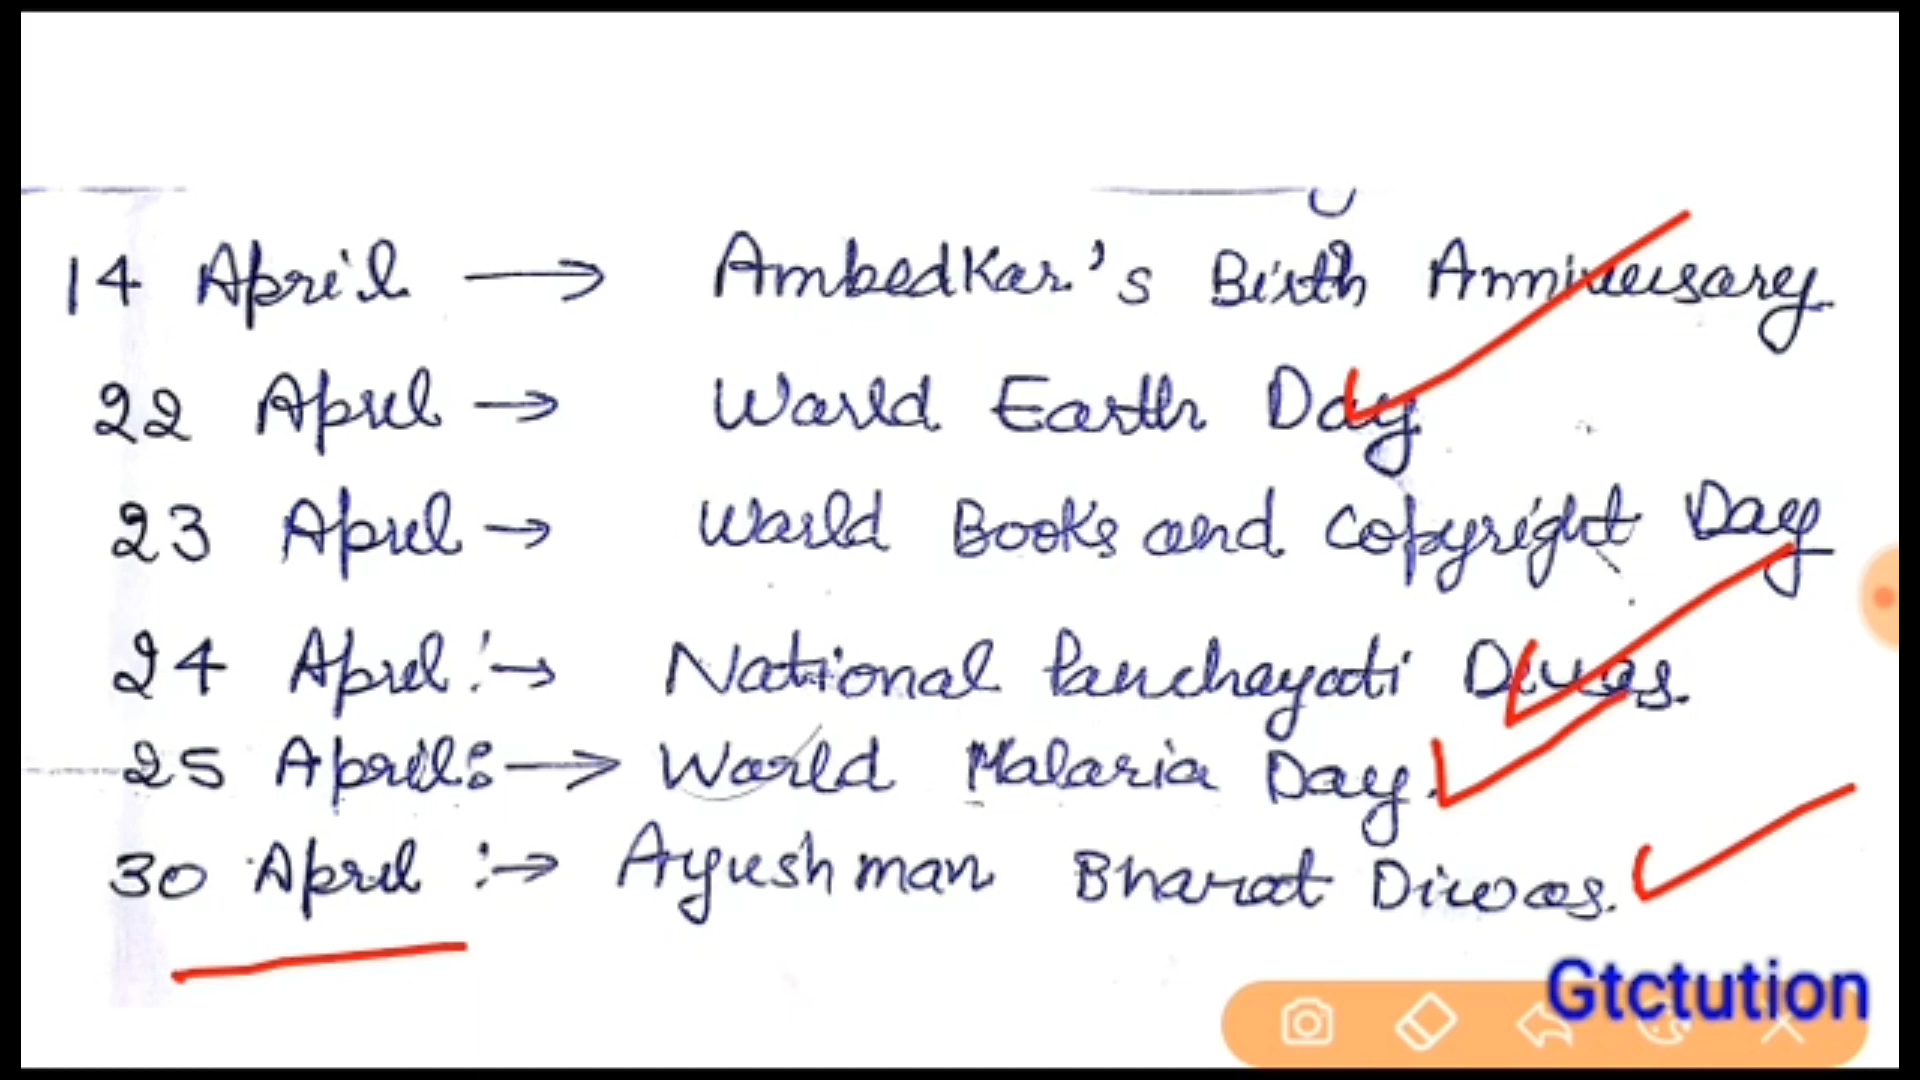 14 April → Ambedkar's Birth Anniversary
22 April → World Earth Day
23 April → World Books and Copyright Day
24 April :→ National Panchayati Divas.
25 April :→ World Malaria Day.
30 April :→ Ayushman Bharat Diwas.
Gtctution